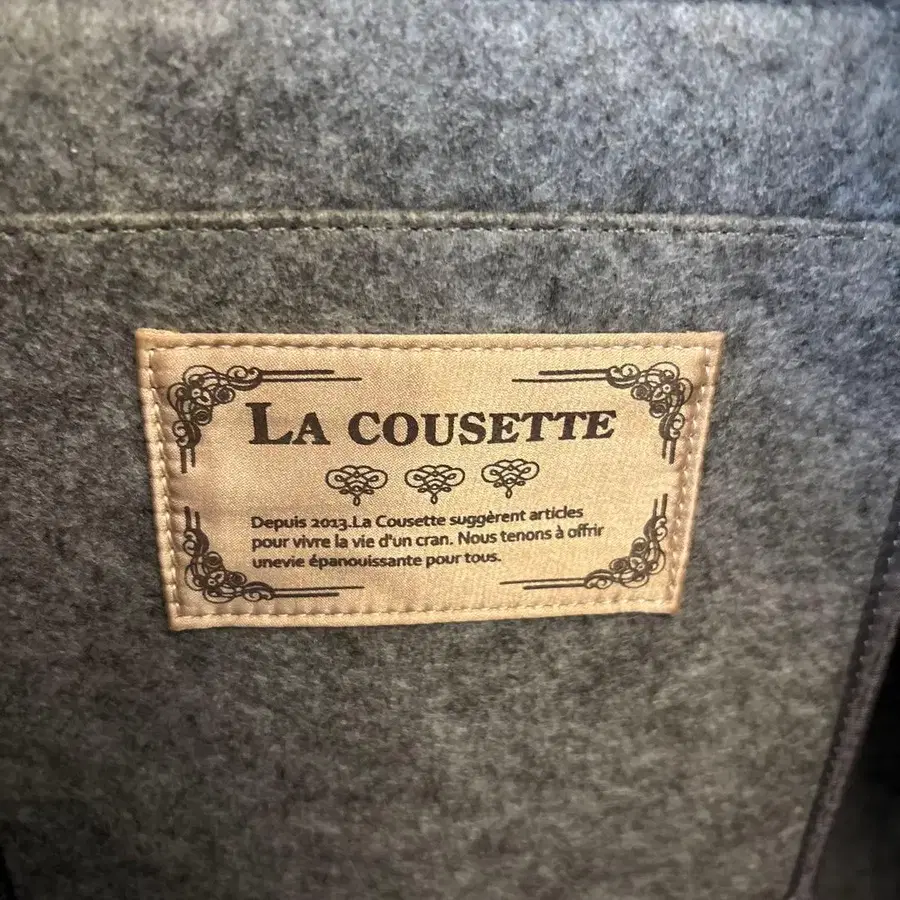 LA COUSETTE
Depuis 2013.La Cousette suggèrent articles
pour vivre la vie d'un cran. Nous tenons à offrir
unevie épanouissante pour tous.